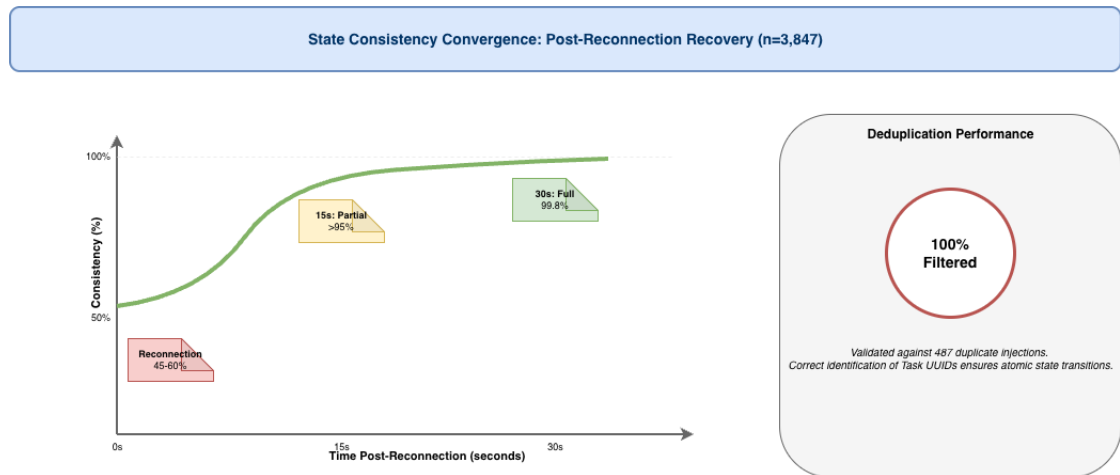 State Consistency Convergence: Post-Reconnection Recovery (n=3,847)
100%
50%
Consistency (%)
Reconnection
45-60%
15s: Partial
>95%
30s: Full
99.8%
0s
15s
30s
Time Post-Reconnection (seconds)
Deduplication Performance
100%
Filtered
Validated against 487 duplicate injections.
Correct identification of Task UUIDs ensures atomic state transitions.